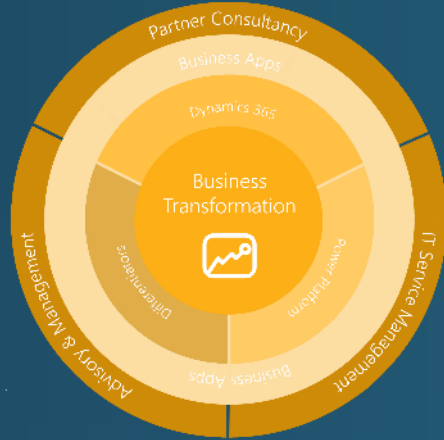 Partner Consultancy
Business Apps
Dynamics 365
Business
Transformation
Differentiators
Power Platform
Business Apps
Advisory & Management
IT Service Management